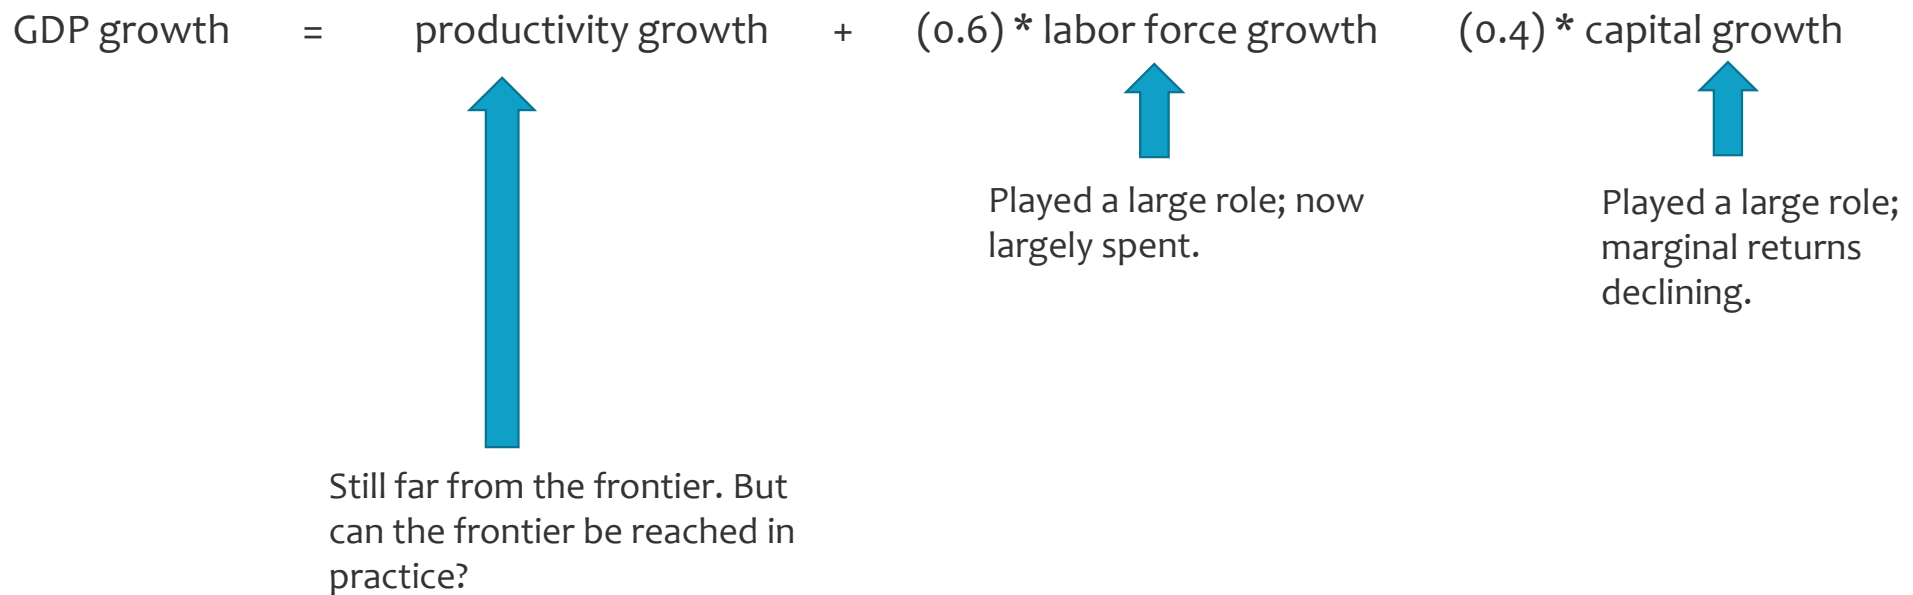 GDP growth = productivity growth + (0.6) * labor force growth (0.4) * capital growth
Played a large role; now
largely spent.
Played a large role;
marginal returns
declining.
Still far from the frontier. But
can the frontier be reached in
practice?